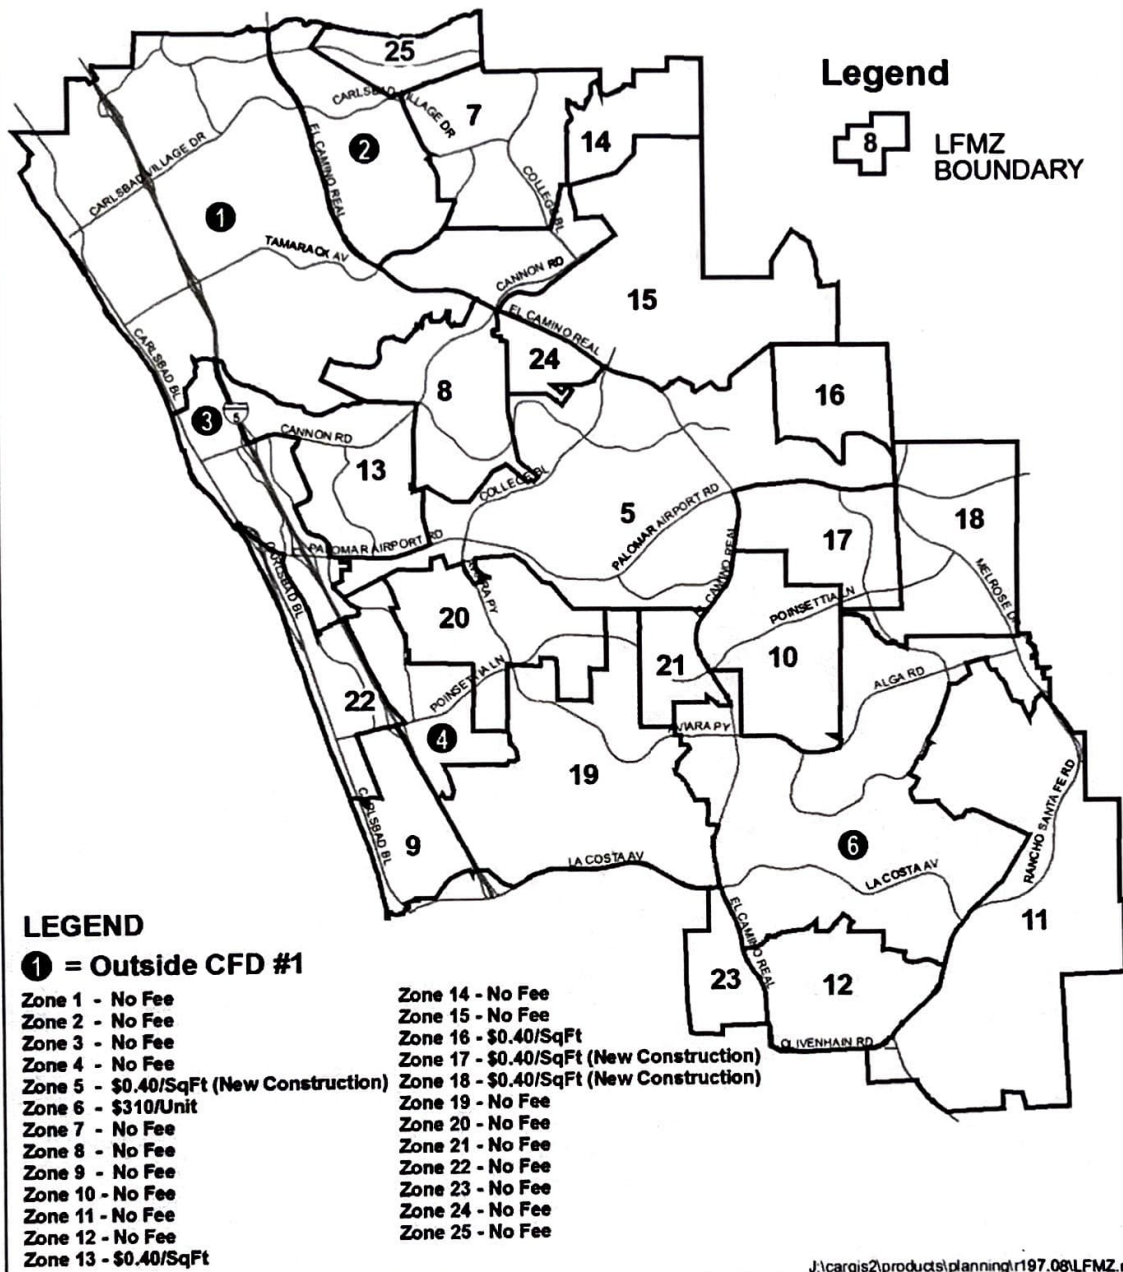 25
CARLSBAD VILLAGE DR
7
Legend
2
14
8
LFMZ
BOUNDARY
EL CAMINO REAL
CARLSBAD VILLAGE DR
COLLEGE BL
1
TAMARACK AV
CANNON RD
15
EL CAMINO REAL
CARLSBAD BL
24
8
16
3
5
CANNON RD
13
COLLEGE BL
5
PALOMAR AIRPORT RD
18
17
PALOMAR AIRPORT RD
EL CAMINO REAL
CARLSBAD BL
MELROSE DR
POINSETTIA LN
20
21
10
POINSETTIA LN
ALGA RD
22
4
AVIARA PY
19
RANCHO SANTA FE RD
CARLSBAD BL
9
6
LA COSTA AV
LA COSTA AV
11
EL CAMINO REAL
23
12
OLIVENHAIN RD
LEGEND
1 = Outside CFD #1
Zone 1 - No Fee
Zone 2 - No Fee
Zone 3 - No Fee
Zone 4 - No Fee
Zone 5 - $0.40/SqFt (New Construction)
Zone 6 - $310/Unit
Zone 7 - No Fee
Zone 8 - No Fee
Zone 9 - No Fee
Zone 10 - No Fee
Zone 11 - No Fee
Zone 12 - No Fee
Zone 13 - $0.40/SqFt
Zone 14 - No Fee
Zone 15 - No Fee
Zone 16 - $0.40/SqFt
Zone 17 - $0.40/SqFt (New Construction)
Zone 18 - $0.40/SqFt (New Construction)
Zone 19 - No Fee
Zone 20 - No Fee
Zone 21 - No Fee
Zone 22 - No Fee
Zone 23 - No Fee
Zone 24 - No Fee
Zone 25 - No Fee
J:\cargis2\products\planning\r197.08\LFMZ.